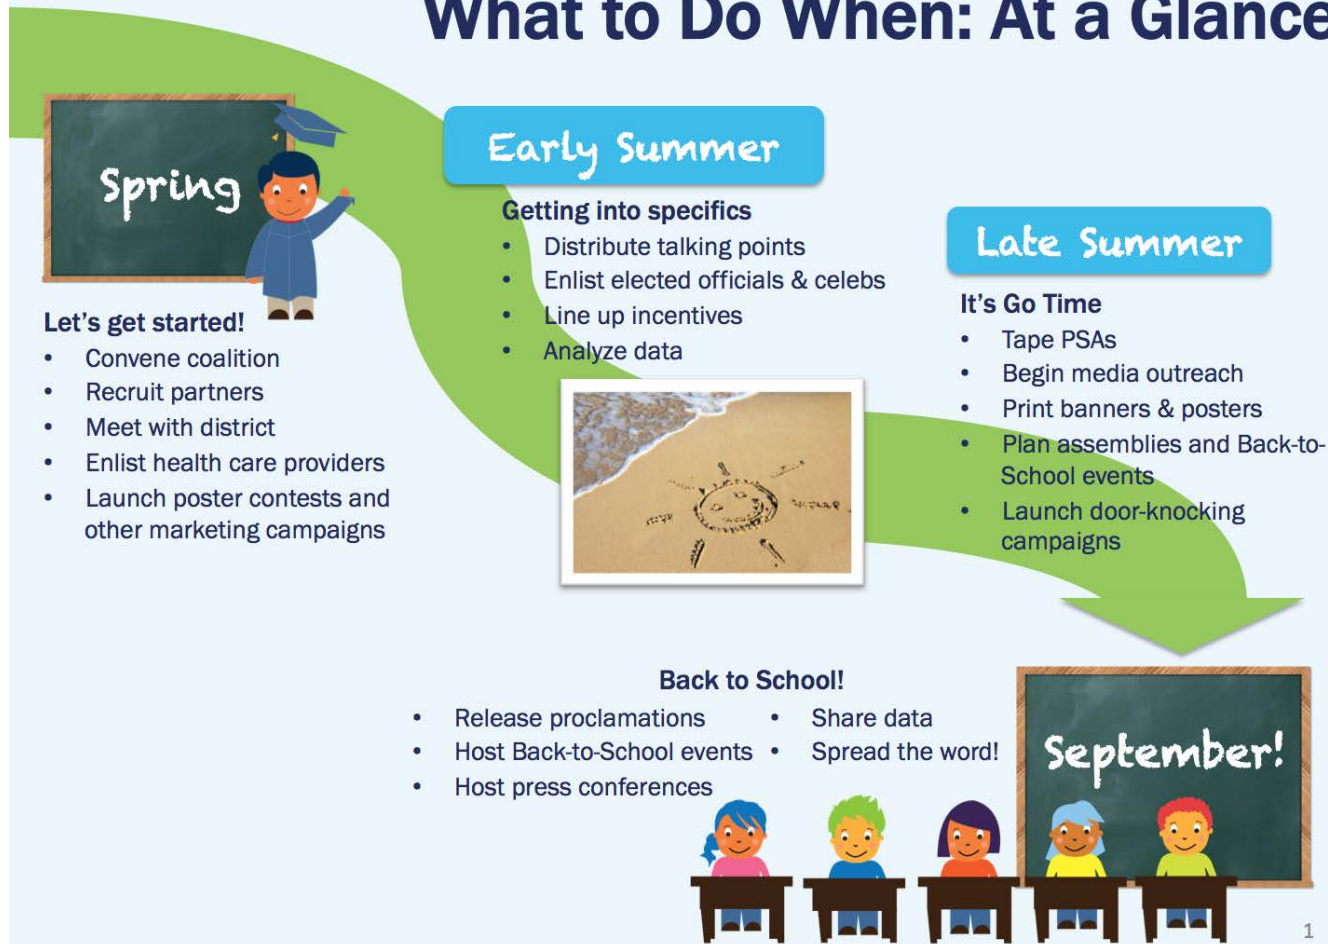 What to Do When: At a Glance
Spring
Let's get started!
• Convene coalition
• Recruit partners
• Meet with district
• Enlist health care providers
• Launch poster contests and
other marketing campaigns
Early Summer
Getting into specifics
• Distribute talking points
• Enlist elected officials & celebs
• Line up incentives
• Analyze data
Late Summer
It's Go Time
• Tape PSAs
• Begin media outreach
• Print banners & posters
• Plan assemblies and Back-to-
School events
• Launch door-knocking
campaigns
Back to School!
• Release proclamations
• Host Back-to-School events
• Host press conferences
• Share data
• Spread the word!
September!
1